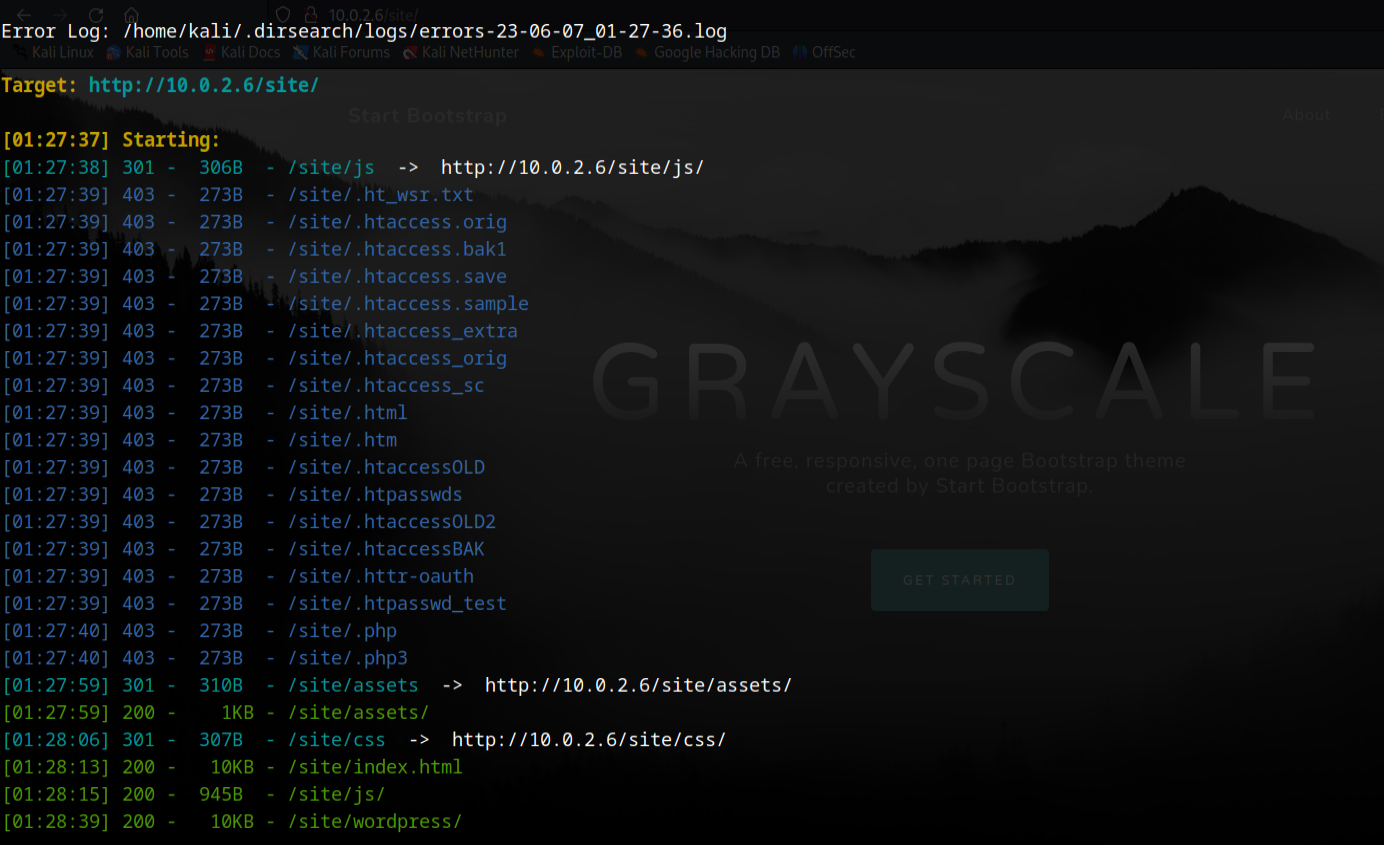 10.0.2.6/site/
Error Log: /home/kali/.dirsearch/logs/errors-23-06-07_01-27-36.log
Kali Linux Kali Tools Kali Docs Kali Forums Kali NetHunter Exploit-DB Google Hacking DB OffSec
Target: http://10.0.2.6/site/
Start Bootstrap About
[01:27:37] Starting:
[01:27:38] 301 - 306B - /site/js -> http://10.0.2.6/site/js/
[01:27:39] 403 - 273B - /site/.ht_wsr.txt
[01:27:39] 403 - 273B - /site/.htaccess.orig
[01:27:39] 403 - 273B - /site/.htaccess.bak1
[01:27:39] 403 - 273B - /site/.htaccess.save
[01:27:39] 403 - 273B - /site/.htaccess.sample
[01:27:39] 403 - 273B - /site/.htaccess_extra
[01:27:39] 403 - 273B - /site/.htaccess_orig
[01:27:39] 403 - 273B - /site/.htaccess_sc
[01:27:39] 403 - 273B - /site/.html
[01:27:39] 403 - 273B - /site/.htm
[01:27:39] 403 - 273B - /site/.htaccessOLD
[01:27:39] 403 - 273B - /site/.htpasswds
[01:27:39] 403 - 273B - /site/.htaccessOLD2
[01:27:39] 403 - 273B - /site/.htaccessBAK
[01:27:39] 403 - 273B - /site/.httr-oauth
[01:27:39] 403 - 273B - /site/.htpasswd_test
[01:27:40] 403 - 273B - /site/.php
[01:27:40] 403 - 273B - /site/.php3
[01:27:59] 301 - 310B - /site/assets -> http://10.0.2.6/site/assets/
[01:27:59] 200 - 1KB - /site/assets/
[01:28:06] 301 - 307B - /site/css -> http://10.0.2.6/site/css/
[01:28:13] 200 - 10KB - /site/index.html
[01:28:15] 200 - 945B - /site/js/
[01:28:39] 200 - 10KB - /site/wordpress/
GRAYSCALE
A free, responsive, one page Bootstrap theme
created by Start Bootstrap.
GET STARTED